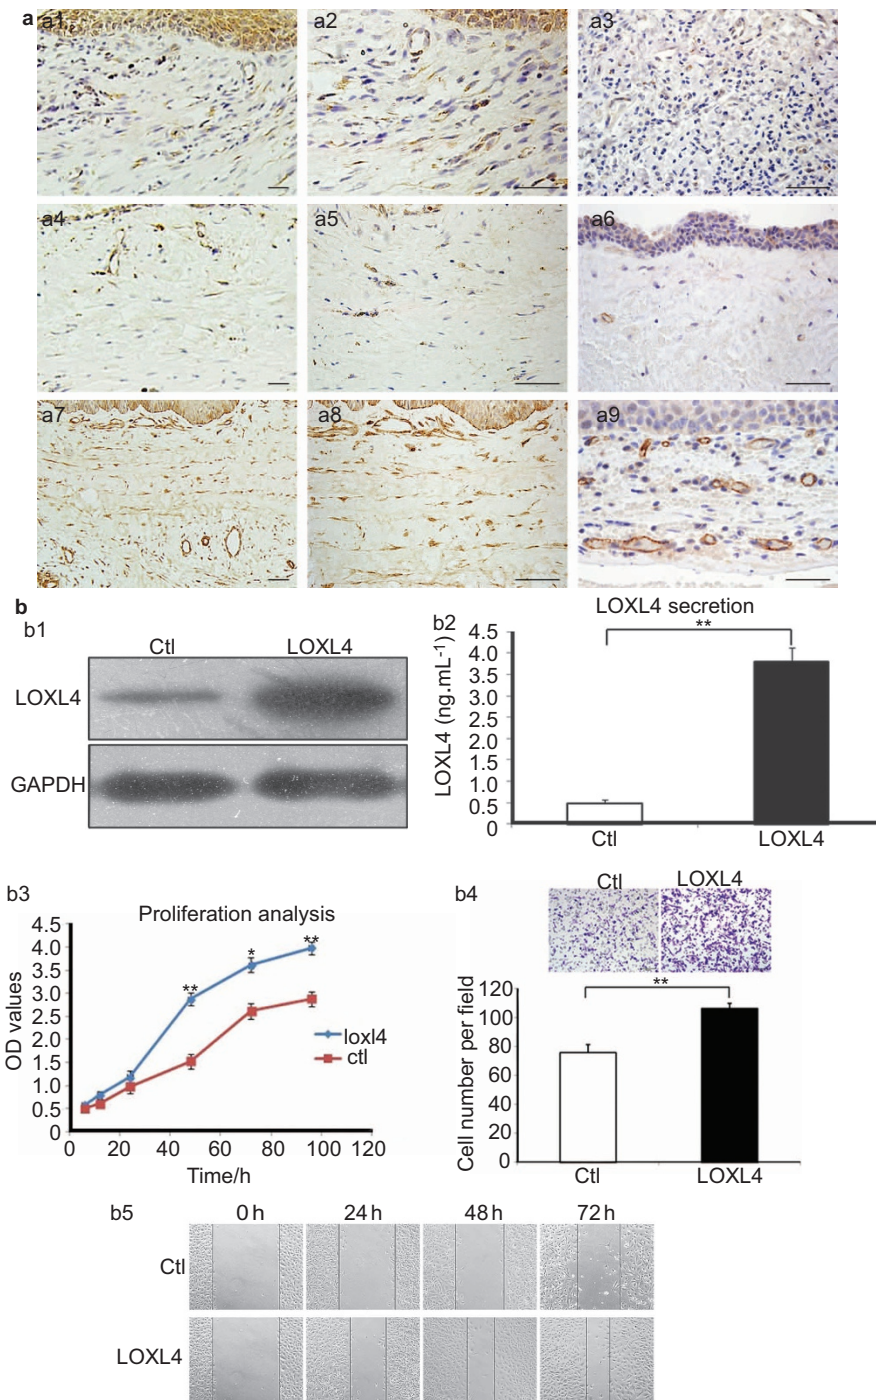 a
a1 a2 a3
a4 a5 a6
a7 a8 a9
b
b1
Ctl LOXL4
LOXL4
GAPDH
b2
LOXL4 secretion
**
LOXL4 (ng.mL-1)
4.5
4.0
3.5
3.0
2.5
2.0
1.5
1.0
0.5
0
Ctl LOXL4
b3
Proliferation analysis
OD values
4.5
4.0
3.5
3.0
2.5
2.0
1.5
1.0
0.5
0
** * **
loxl4
ctl
0 20 40 60 80 100 120
Time/h
b4
Ctl LOXL4
**
Cell number per field
120
100
80
60
40
20
0
Ctl LOXL4
b5
0 h 24 h 48 h 72 h
Ctl
LOXL4